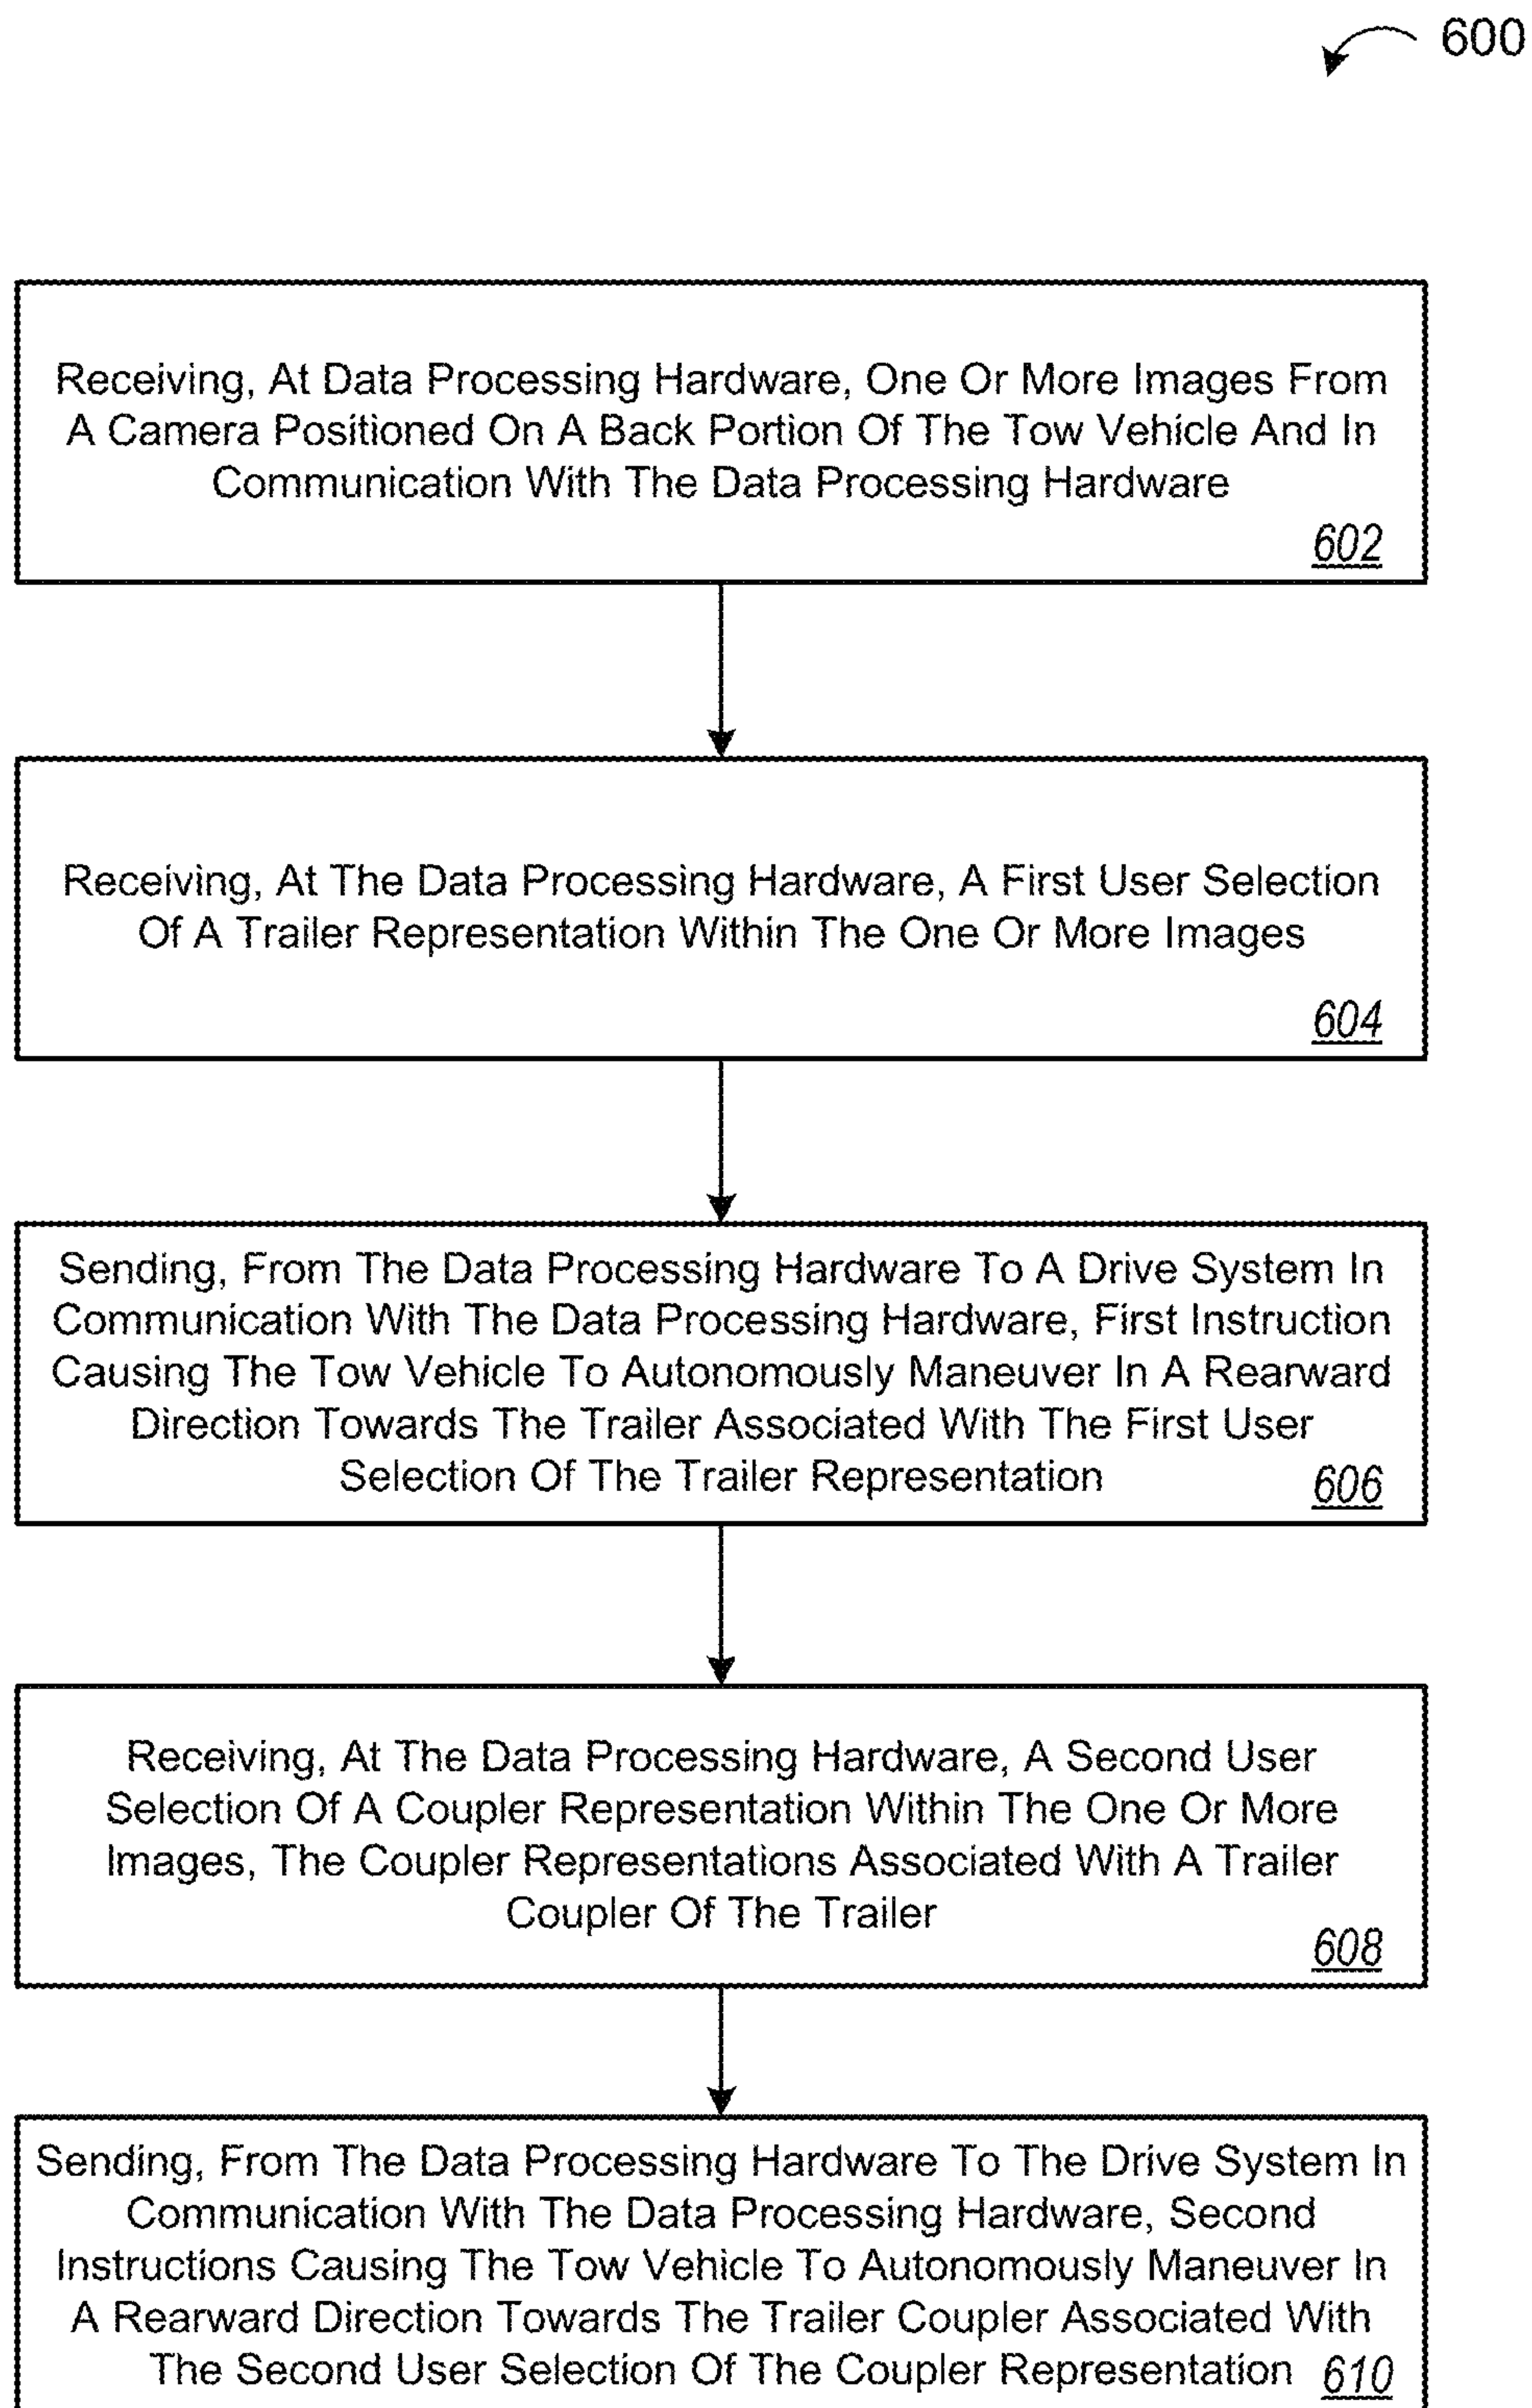 600
Receiving, At Data Processing Hardware, One Or More Images From
A Camera Positioned On A Back Portion Of The Tow Vehicle And In
Communication With The Data Processing Hardware
602
Receiving, At The Data Processing Hardware, A First User Selection
Of A Trailer Representation Within The One Or More Images
604
Sending, From The Data Processing Hardware To A Drive System In
Communication With The Data Processing Hardware, First Instruction
Causing The Tow Vehicle To Autonomously Maneuver In A Rearward
Direction Towards The Trailer Associated With The First User
Selection Of The Trailer Representation
606
Receiving, At The Data Processing Hardware, A Second User
Selection Of A Coupler Representation Within The One Or More
Images, The Coupler Representations Associated With A Trailer
Coupler Of The Trailer
608
Sending, From The Data Processing Hardware To The Drive System In
Communication With The Data Processing Hardware, Second
Instructions Causing The Tow Vehicle To Autonomously Maneuver In
A Rearward Direction Towards The Trailer Coupler Associated With
The Second User Selection Of The Coupler Representation 610